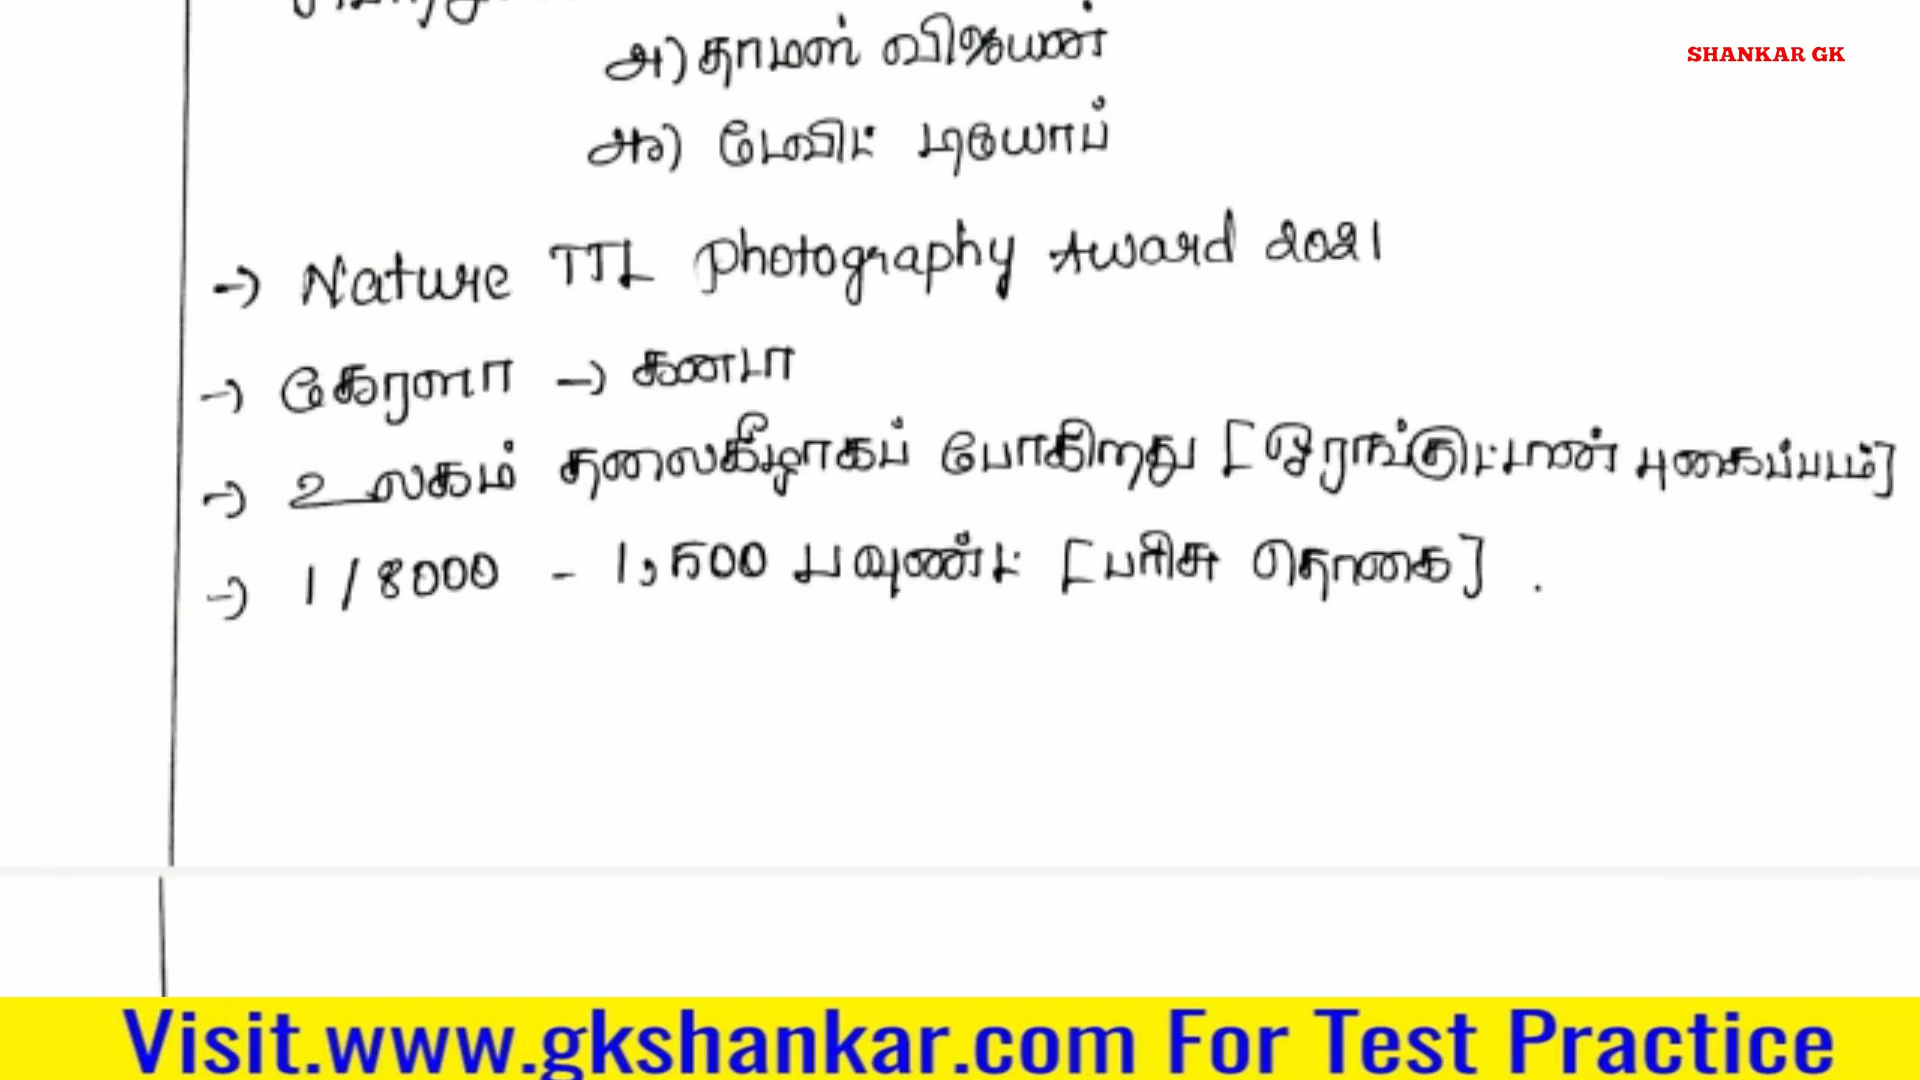 அ) தாமஸ் விஜயன்
SHANKAR GK
ஆ) டேவிட் டியோப்
-) Nature TTL Photography Award 2021
-) கேரளா -) கனடா
-) உலகம் தலைகீழாகப் போகிறது [ஓரங்குட்டான் புகைப்படம்]
-) 1/8000 - 1,500 பவுண்ட் [பரிசு தொகை] .
Visit.www.gkshankar.com For Test Practice